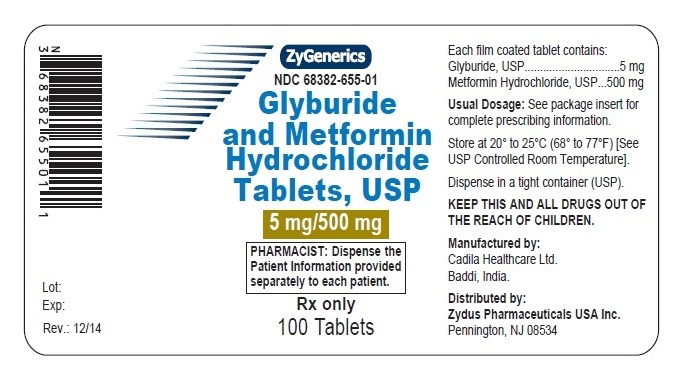 N
3 68382 65501 1
Lot:
Exp:
Rev.: 12/14
ZyGenerics
NDC 68382-655-01
Glyburide
and Metformin
Hydrochloride
Tablets, USP
5 mg/500 mg
PHARMACIST: Dispense the
Patient Information provided
separately to each patient.
Rx only
100 Tablets
Each film coated tablet contains:
Glyburide, USP...............................5 mg
Metformin Hydrochloride, USP...500 mg
Usual Dosage: See package insert for
complete prescribing information.
Store at 20° to 25°C (68° to 77°F) [See
USP Controlled Room Temperature].
Dispense in a tight container (USP).
KEEP THIS AND ALL DRUGS OUT OF
THE REACH OF CHILDREN.
Manufactured by:
Cadila Healthcare Ltd.
Baddi, India.
Distributed by:
Zydus Pharmaceuticals USA Inc.
Pennington, NJ 08534